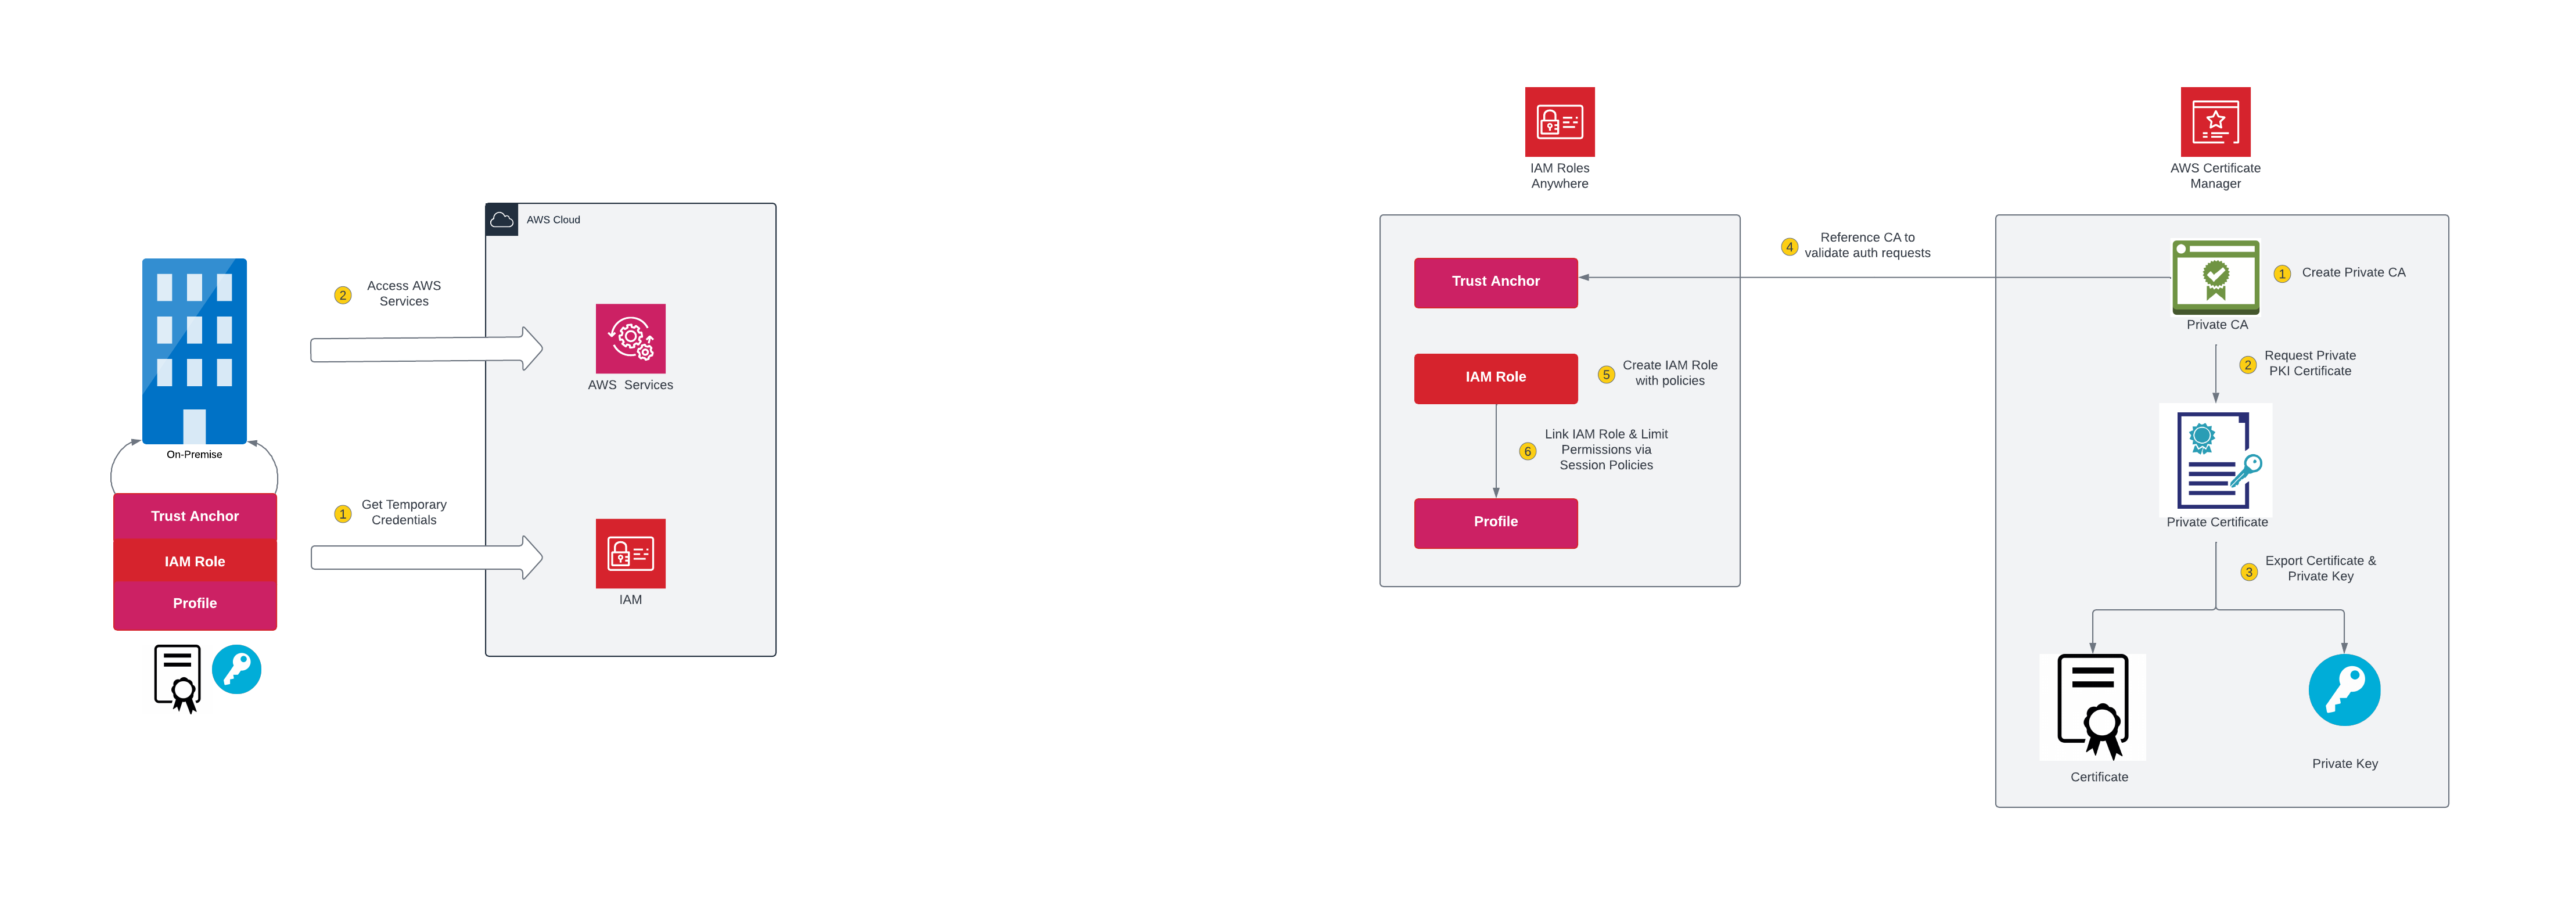 AWS Cloud
2
Access AWS
Services
AWS  Services
On-Premise
Trust Anchor
IAM Role
Profile
1
Get Temporary
Credentials
IAM
IAM Roles
Anywhere
AWS Certificate
Manager
Trust Anchor
4
Reference CA to
validate auth requests
IAM Role
5
Create IAM Role
with policies
6
Link IAM Role & Limit
Permissions via
Session Policies
Profile
1
Create Private CA
Private CA
2
Request Private
PKI Certificate
Private Certificate
3
Export Certificate &
Private Key
Certificate
Private Key